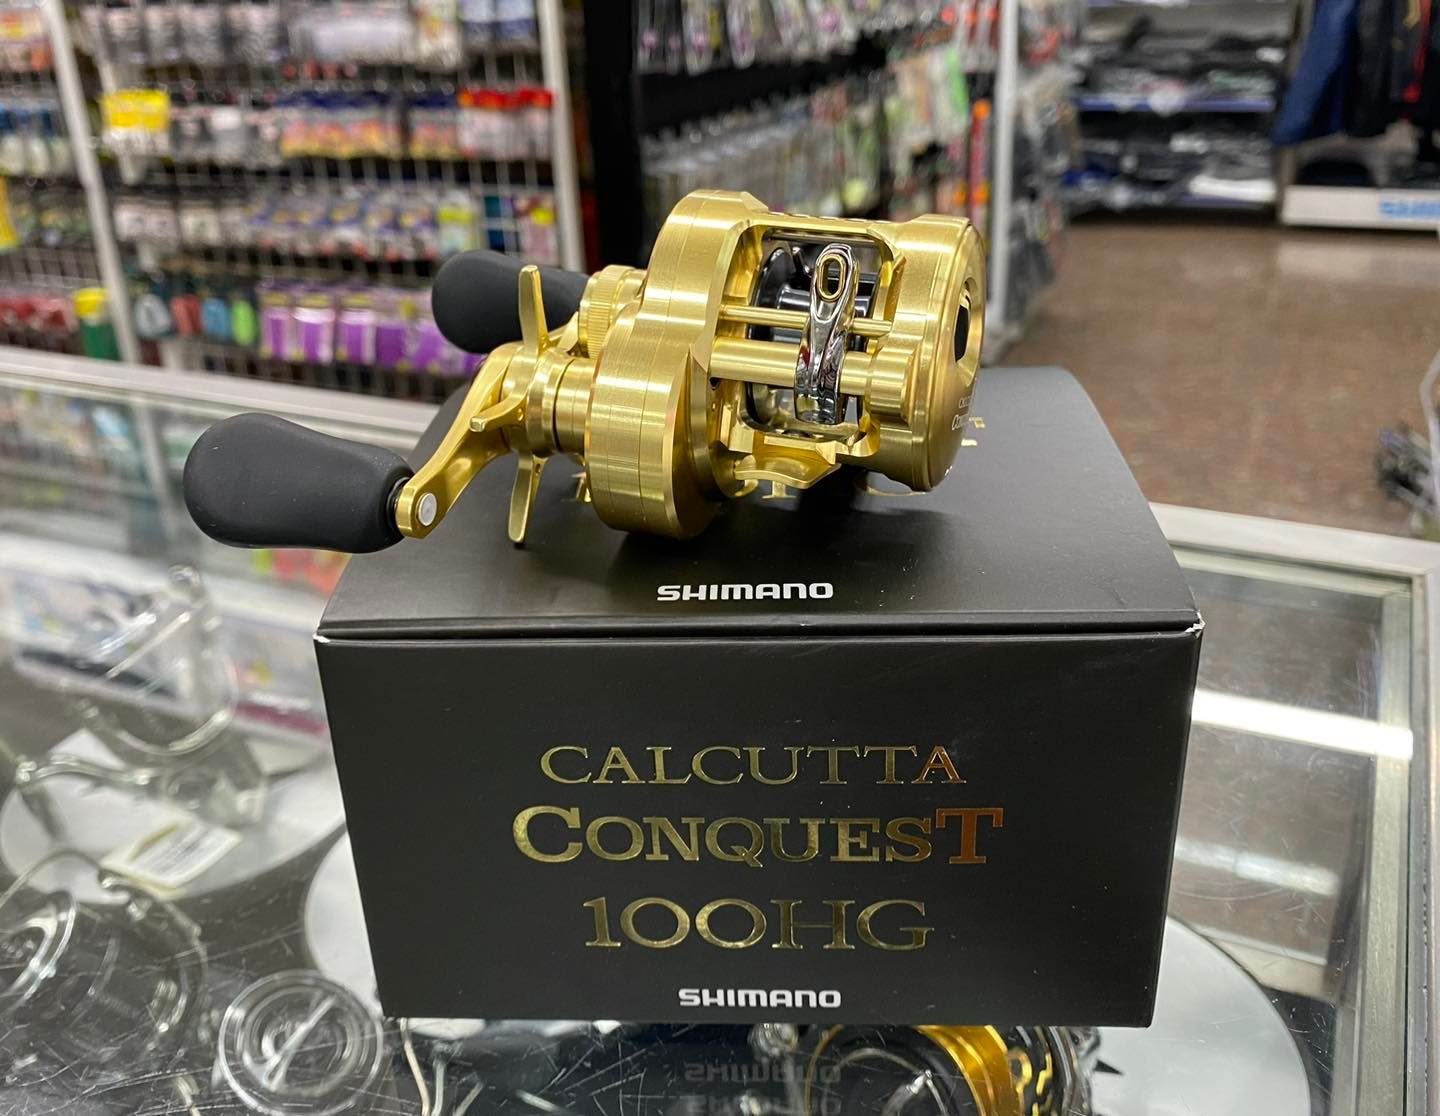 SHIMANO
CALCUTTA
CONQUEST
100HG
SHIMANO